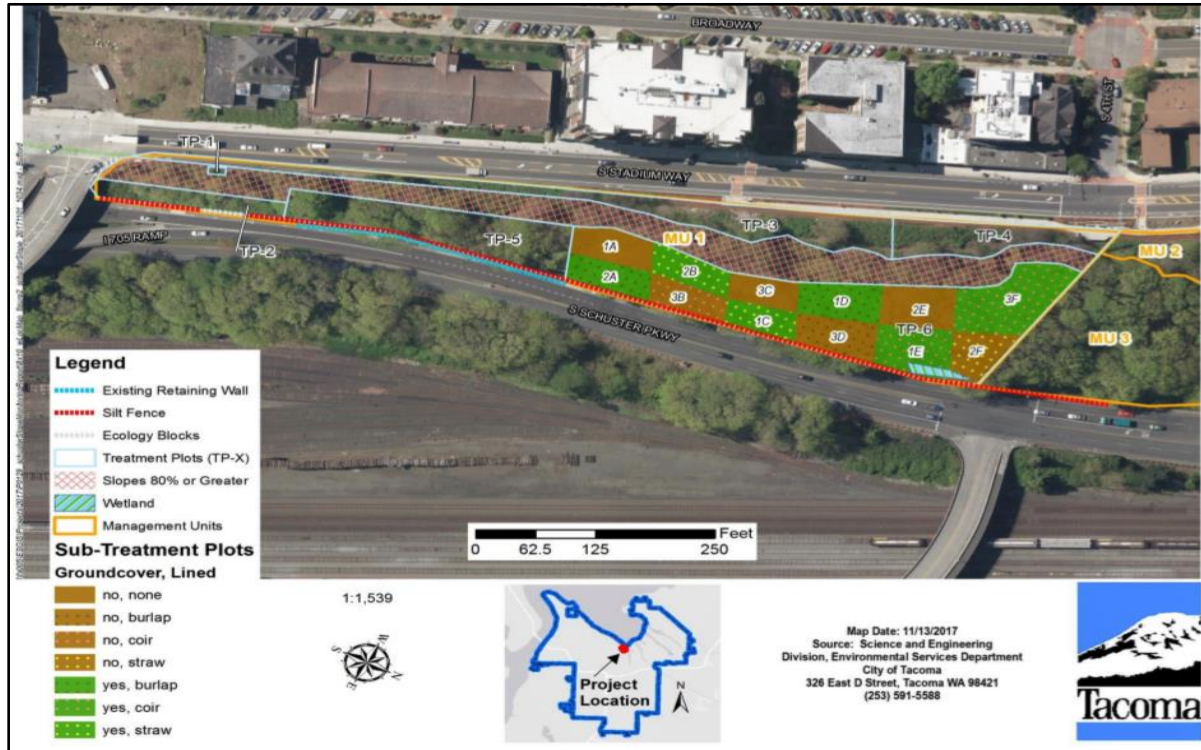 BROADWAY
S 4TH ST
TP-1
S STADIUM WAY
I 705 RAMP
TP-2
TP-5
MU 1
TP-3
TP-4
MU 2
1A
2B
2A
3B
3C
1C
1D
3D
2E
TP-6
1E
3F
2F
MU 3
S SCHUSTER PKWY
Legend
Existing Retaining Wall
Silt Fence
Ecology Blocks
Treatment Plots (TP-X)
Slopes 80% or Greater
Wetland
Management Units
Sub-Treatment Plots
Groundcover, Lined
no, none
no, burlap
no, coir
no, straw
yes, burlap
yes, coir
yes, straw
Feet
0 62.5 125 250
1:1,539
W
S
N
E
Project
Location
N
Map Date: 11/13/2017
Source: Science and Engineering
Division, Environmental Services Department
City of Tacoma
326 East D Street, Tacoma WA 98421
(253) 591-5588
Tacoma